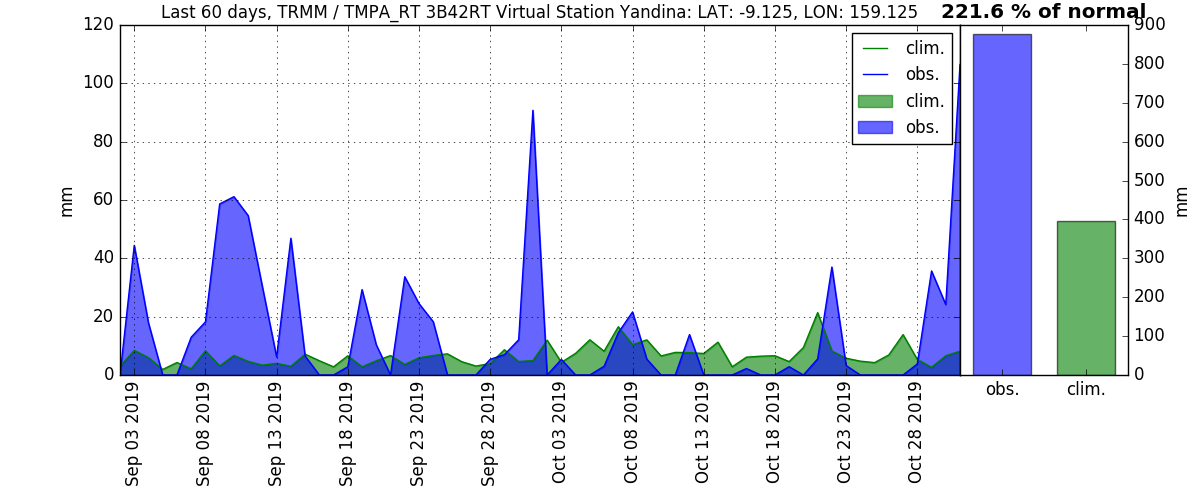 Last 60 days, TRMM / TMPA_RT 3B42RT Virtual Station Yandina: LAT: -9.125, LON: 159.125
221.6 % of normal
120
100
80
60
40
20
0
mm
clim.
obs.
clim.
obs.
900
800
700
600
500
400
300
200
100
0
mm
Sep 03 2019
Sep 08 2019
Sep 13 2019
Sep 18 2019
Sep 23 2019
Sep 28 2019
Oct 03 2019
Oct 08 2019
Oct 13 2019
Oct 18 2019
Oct 23 2019
Oct 28 2019
obs.
clim.